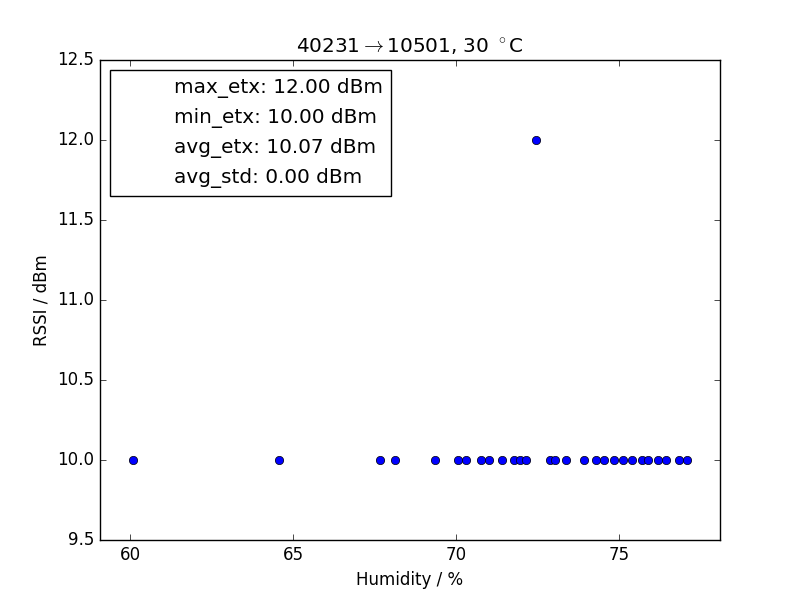 40231→10501, 30 °C
12.5
12.0
11.5
11.0
10.5
10.0
9.5
RSSI / dBm
max_etx: 12.00 dBm
min_etx: 10.00 dBm
avg_etx: 10.07 dBm
avg_std: 0.00 dBm
60 65 70 75
Humidity / %